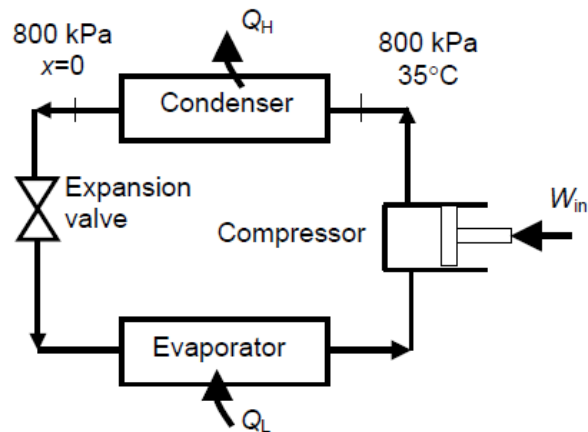 Q_H
800 kPa
x=0
800 kPa
35°C
Condenser
Expansion
valve
Compressor
W_in
Evaporator
Q_L